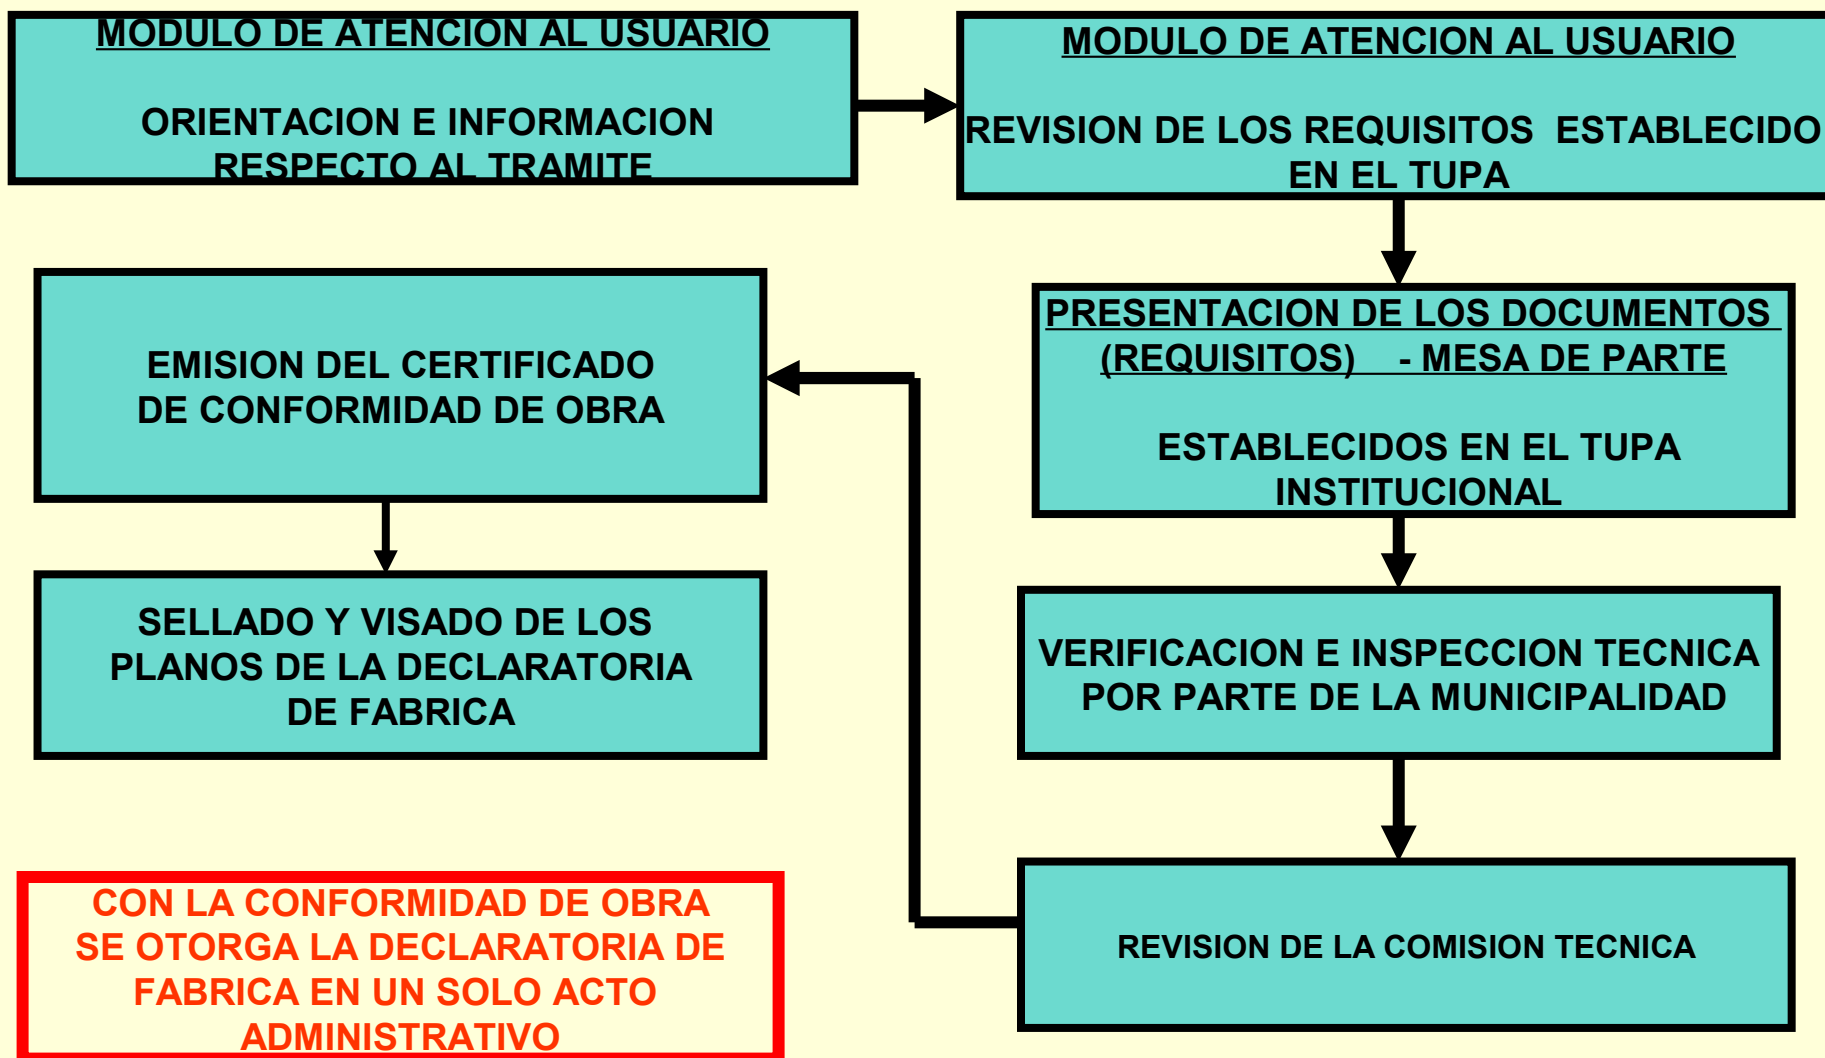 MODULO DE ATENCION AL USUARIO
ORIENTACION E INFORMACION
RESPECTO AL TRAMITE
MODULO DE ATENCION AL USUARIO
REVISION DE LOS REQUISITOS ESTABLECIDO
EN EL TUPA
PRESENTACION DE LOS DOCUMENTOS
(REQUISITOS) - MESA DE PARTE
ESTABLECIDOS EN EL TUPA
INSTITUCIONAL
VERIFICACION E INSPECCION TECNICA
POR PARTE DE LA MUNICIPALIDAD
REVISION DE LA COMISION TECNICA
EMISION DEL CERTIFICADO
DE CONFORMIDAD DE OBRA
SELLADO Y VISADO DE LOS
PLANOS DE LA DECLARATORIA
DE FABRICA
CON LA CONFORMIDAD DE OBRA
SE OTORGA LA DECLARATORIA DE
FABRICA EN UN SOLO ACTO
ADMINISTRATIVO